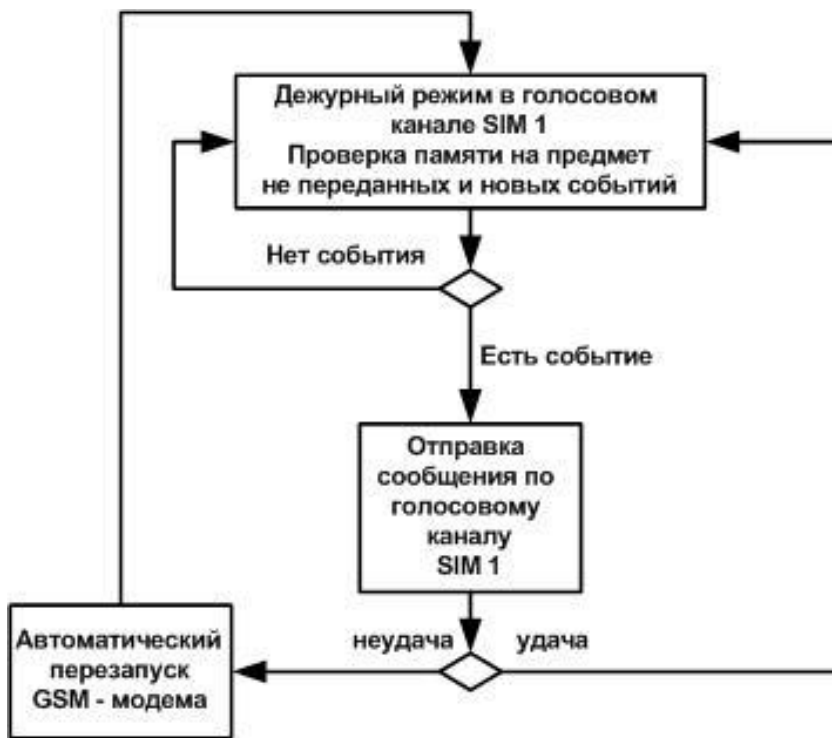 Дежурный режим в голосовом
канале SIM 1
Проверка памяти на предмет
не переданных и новых событий
Нет события
Есть событие
Отправка
сообщения по
голосовому
каналу
SIM 1
неудача
удача
Автоматический
перезапуск
GSM - модема